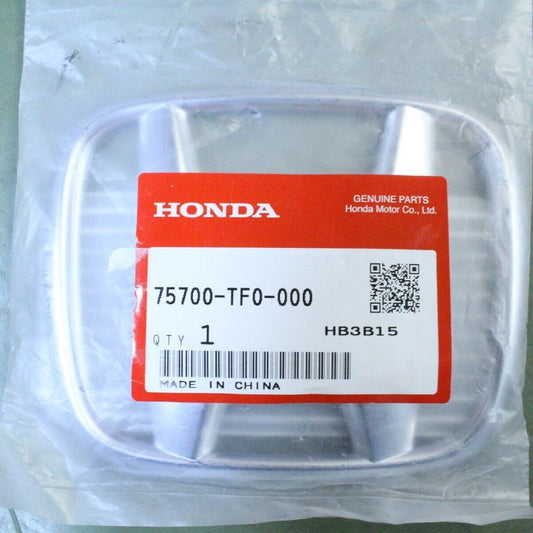 HONDA
GENUINE PARTS
Honda Motor Co., Ltd.
75700-TF0-000
QTY 1
HB3B15
MADE IN CHINA